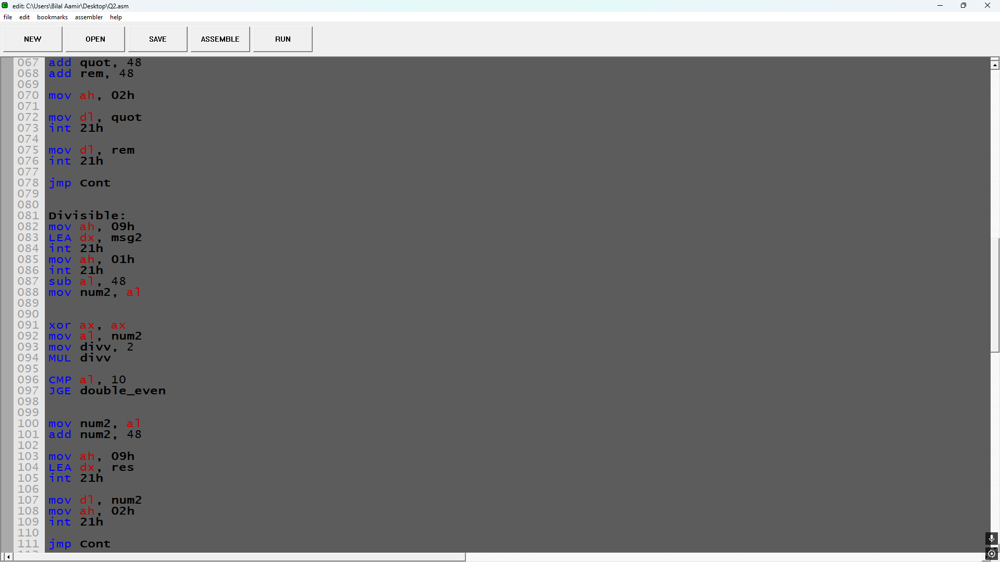 edit: C:\Users\Bilal Aamir\Desktop\Q2.asm
file edit bookmarks assembler help
NEW OPEN SAVE ASSEMBLE RUN
067 add quot, 48
068 add rem, 48
069
070 mov ah, 02h
071
072 mov dl, quot
073 int 21h
074
075 mov dl, rem
076 int 21h
077
078 jmp Cont
079
080
081 Divisible:
082 mov ah, 09h
083 LEA dx, msg2
084 int 21h
085 mov ah, 01h
086 int 21h
087 sub al, 48
088 mov num2, al
089
090
091 xor ax, ax
092 mov al, num2
093 mov divv, 2
094 MUL divv
095
096 CMP al, 10
097 JGE double_even
098
099
100 mov num2, al
101 add num2, 48
102
103 mov ah, 09h
104 LEA dx, res
105 int 21h
106
107 mov dl, num2
108 mov ah, 02h
109 int 21h
110
111 jmp Cont